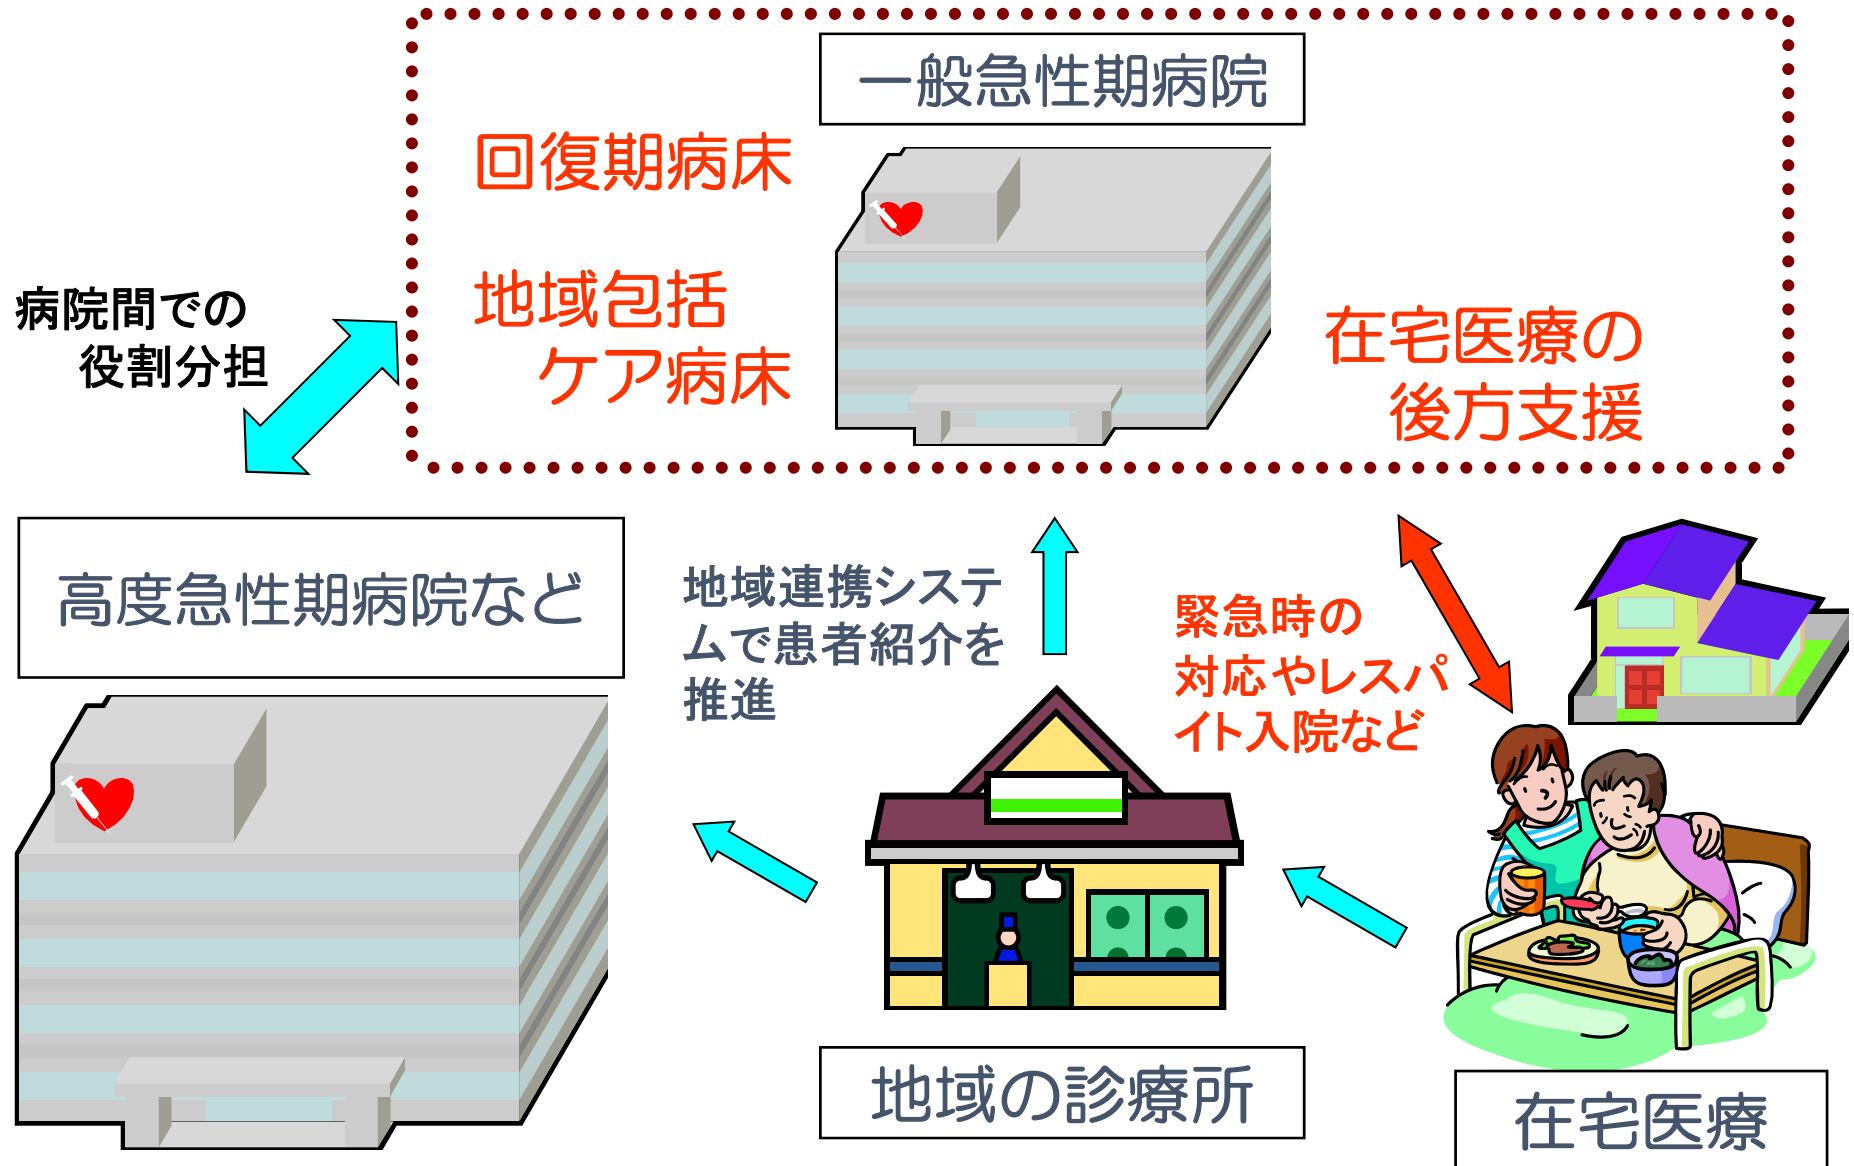 一般急性期病院
回復期病床
地域包括
ケア病床
在宅医療の
後方支援
病院間での
役割分担
高度急性期病院など
地域連携システ
ムで患者紹介を
推進
緊急時の
対応やレスパ
イト入院など
地域の診療所
在宅医療